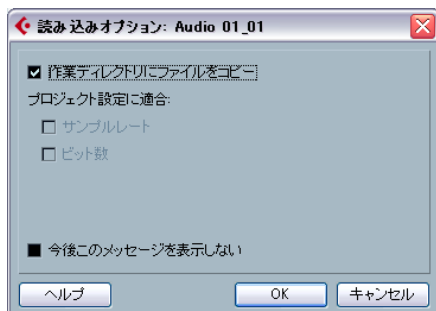 読み込みオプション: Audio 01_01
作業ディレクトリにファイルをコピー
プロジェクト設定に適合:
サンプルレート
ビット数
今後このメッセージを表示しない
ヘルプ
OK
キャンセル